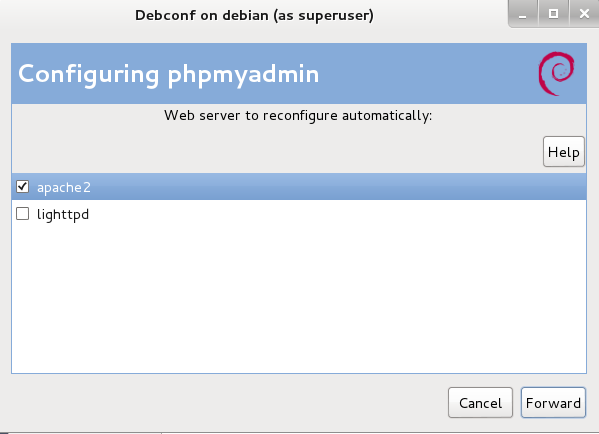 Debconf on debian (as superuser)
Configuring phpmyadmin
Web server to reconfigure automatically:
Help
apache2
lighttpd
Cancel
Forward